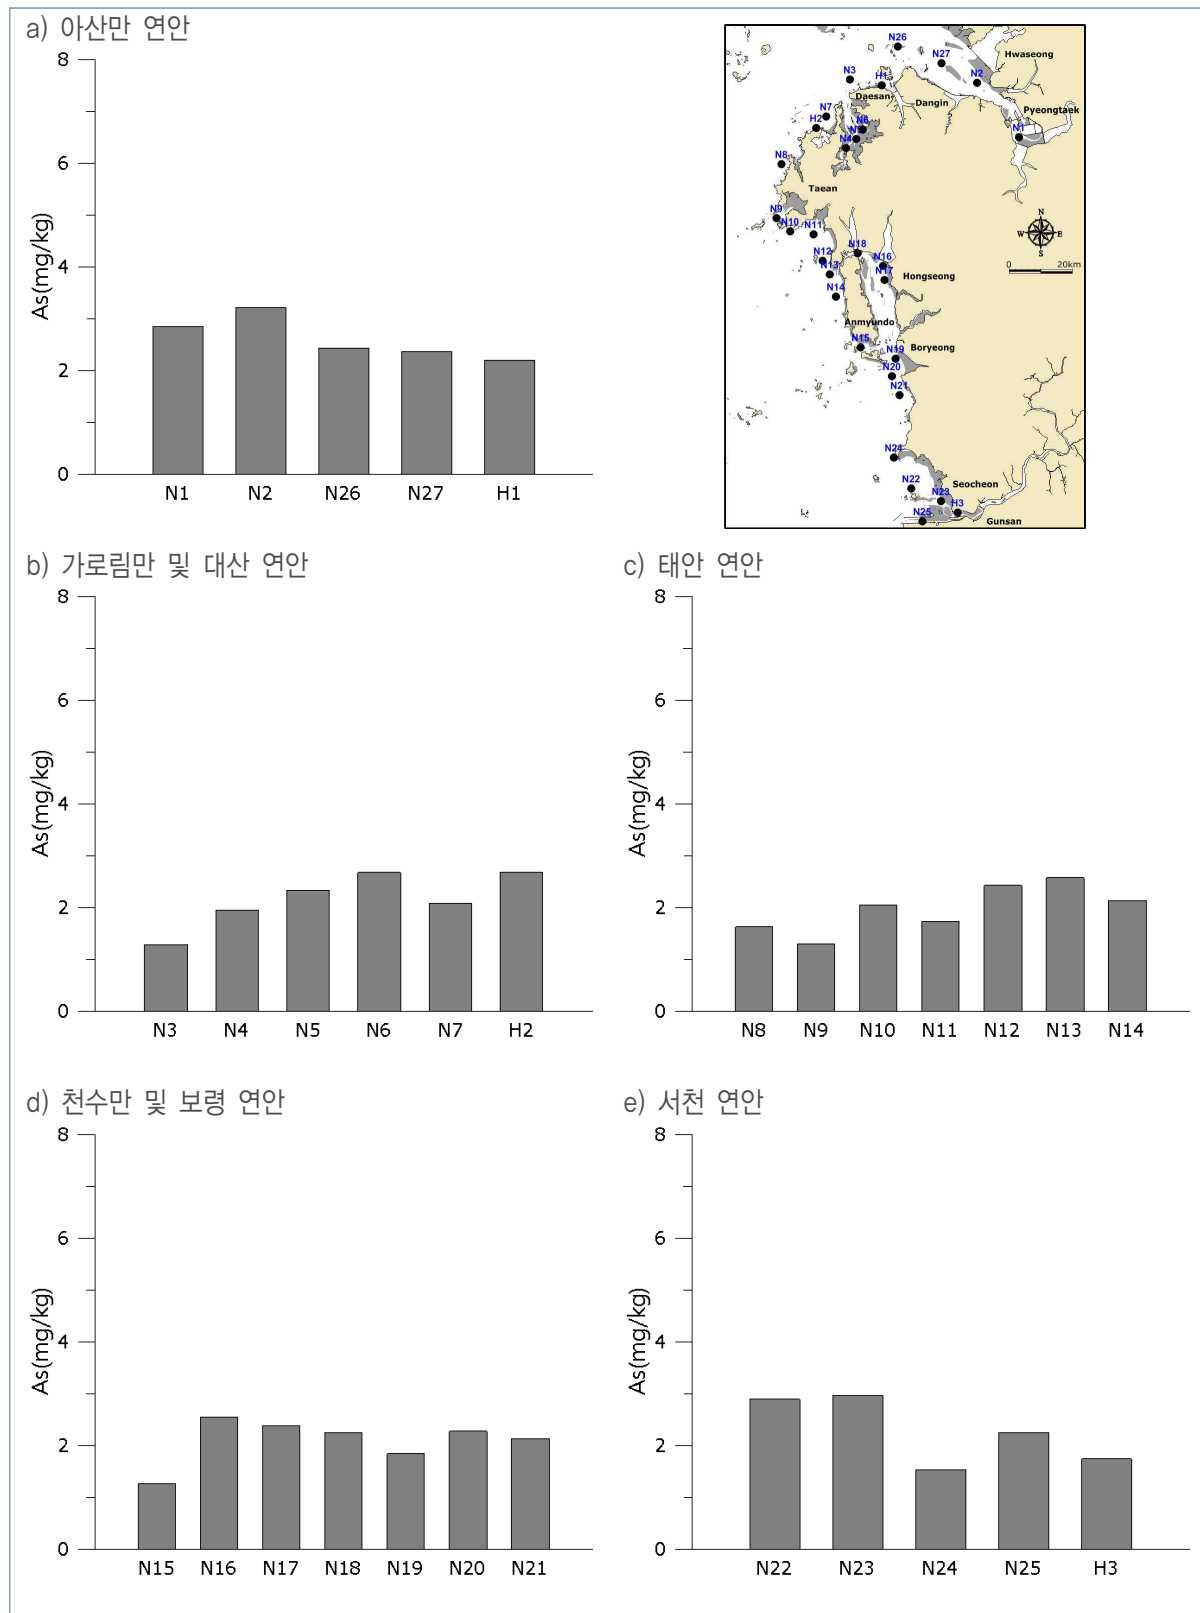 a) 아산만 연안
8
6
4
2
0
As(mg/kg)
N1 N2 N26 N27 H1
N26
N27
Hwaseong
N3
H1
N2
Daesan
Dangin
Pyeongtaek
N7
H2
N6
N5
N4
N1
N8
Taean
N9
N10
N11
N
W E
S
N18
N12
N16
0 20km
N13
N17
Hongseong
N14
Anmyundo
N15
N19
Boryeong
N20
N21
N24
N22
Seocheon
N23
H3
N25
Gunsan
b) 가로림만 및 대산 연안
8
6
4
2
0
As(mg/kg)
N3 N4 N5 N6 N7 H2
c) 태안 연안
8
6
4
2
0
As(mg/kg)
N8 N9 N10 N11 N12 N13 N14
d) 천수만 및 보령 연안
8
6
4
2
0
As(mg/kg)
N15 N16 N17 N18 N19 N20 N21
e) 서천 연안
8
6
4
2
0
As(mg/kg)
N22 N23 N24 N25 H3